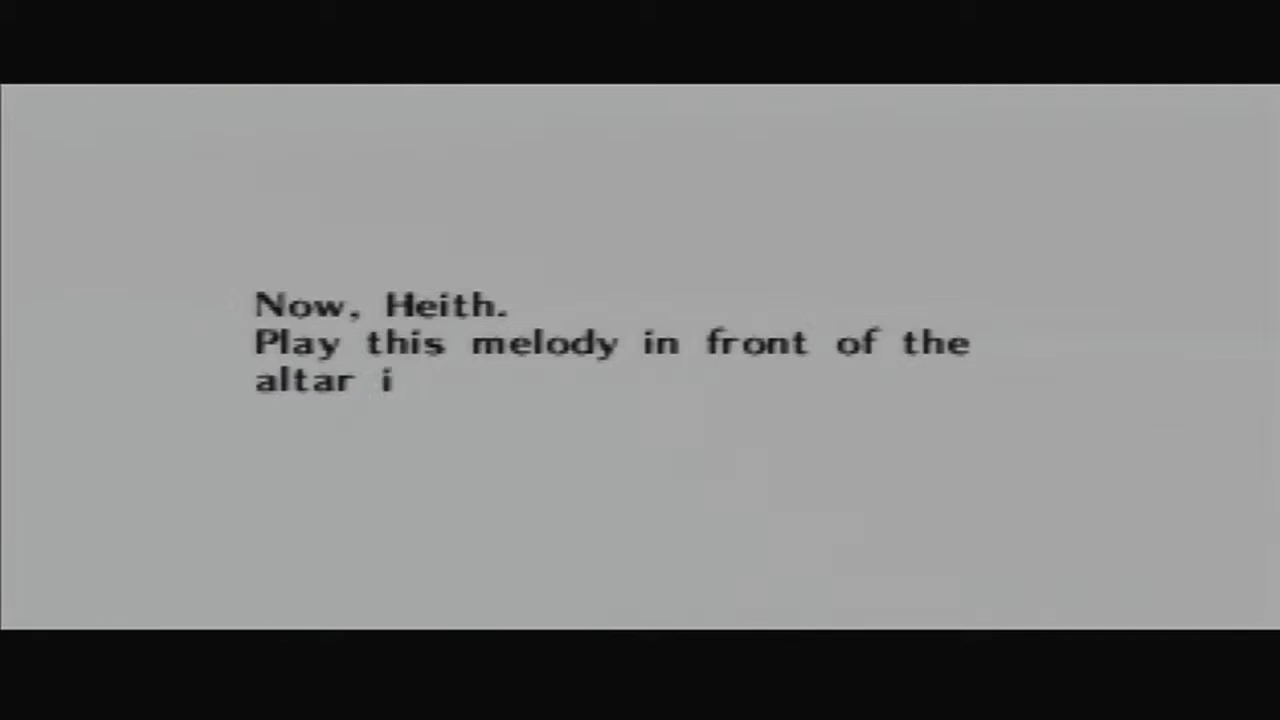 Now, Heith.
Play this melody in front of the
altar i